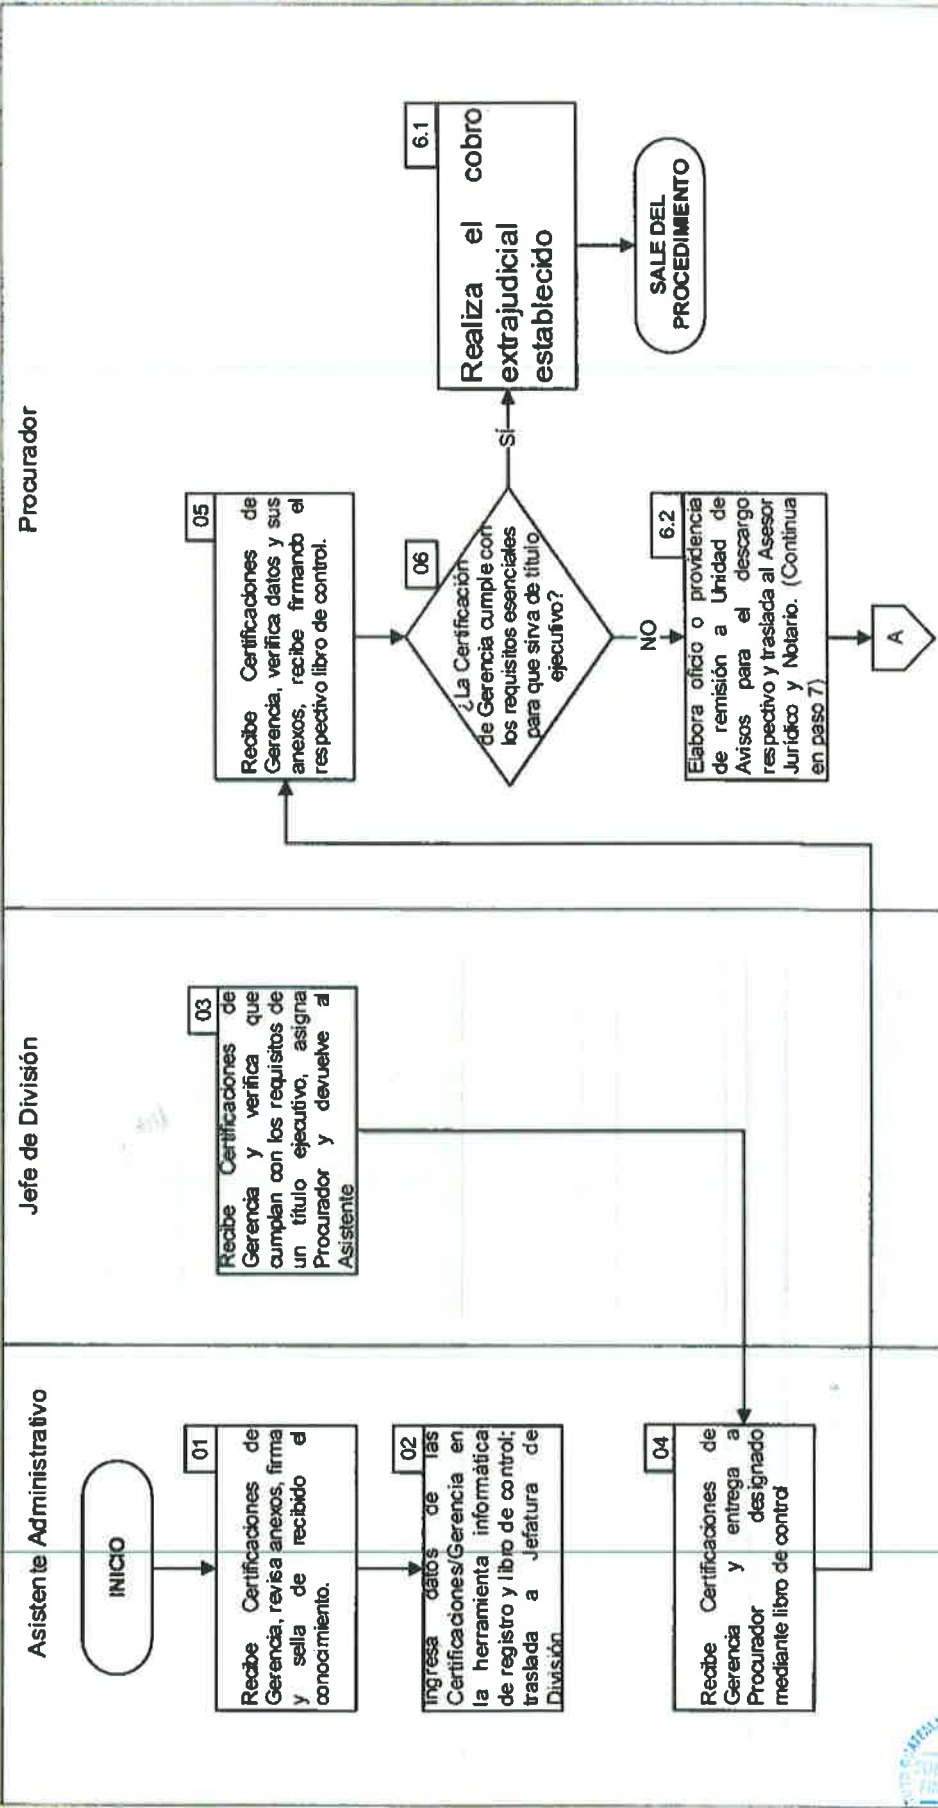 Asistente Administrativo
Jefe de División
Procurador
INICIO
01
Recibe Certificaciones de
Gerencia, revisa anexos, firma
y sella de recibido el
conocimiento.
02
Ingresa datos de las
Certificaciones/Gerencia en
la herramienta informática
de registro y libro de control;
traslada a Jefatura de
División
03
Recibe Certificaciones de
Gerencia y verifica que
cumplan con los requisitos de
un título ejecutivo, asigna
Procurador y devuelve al
Asistente
04
Recibe Certificaciones de
Gerencia y entrega a
Procurador designado
mediante libro de control
05
Recibe Certificaciones de
Gerencia, verifica datos y sus
anexos, recibe firmando el
respectivo libro de control.
06
¿La Certificación
de Gerencia cumple con
los requisitos esenciales
para que sirva de título
ejecutivo?
SÍ
6.1
Realiza el cobro
extrajudicial
establecido
SALE DEL
PROCEDIMIENTO
NO
6.2
Elabora oficio o providencia
de remisión a Unidad de
Avisos para el descargo
respectivo y traslada al Asesor
Jurídico y Notario. (Continua
en paso 7)
A